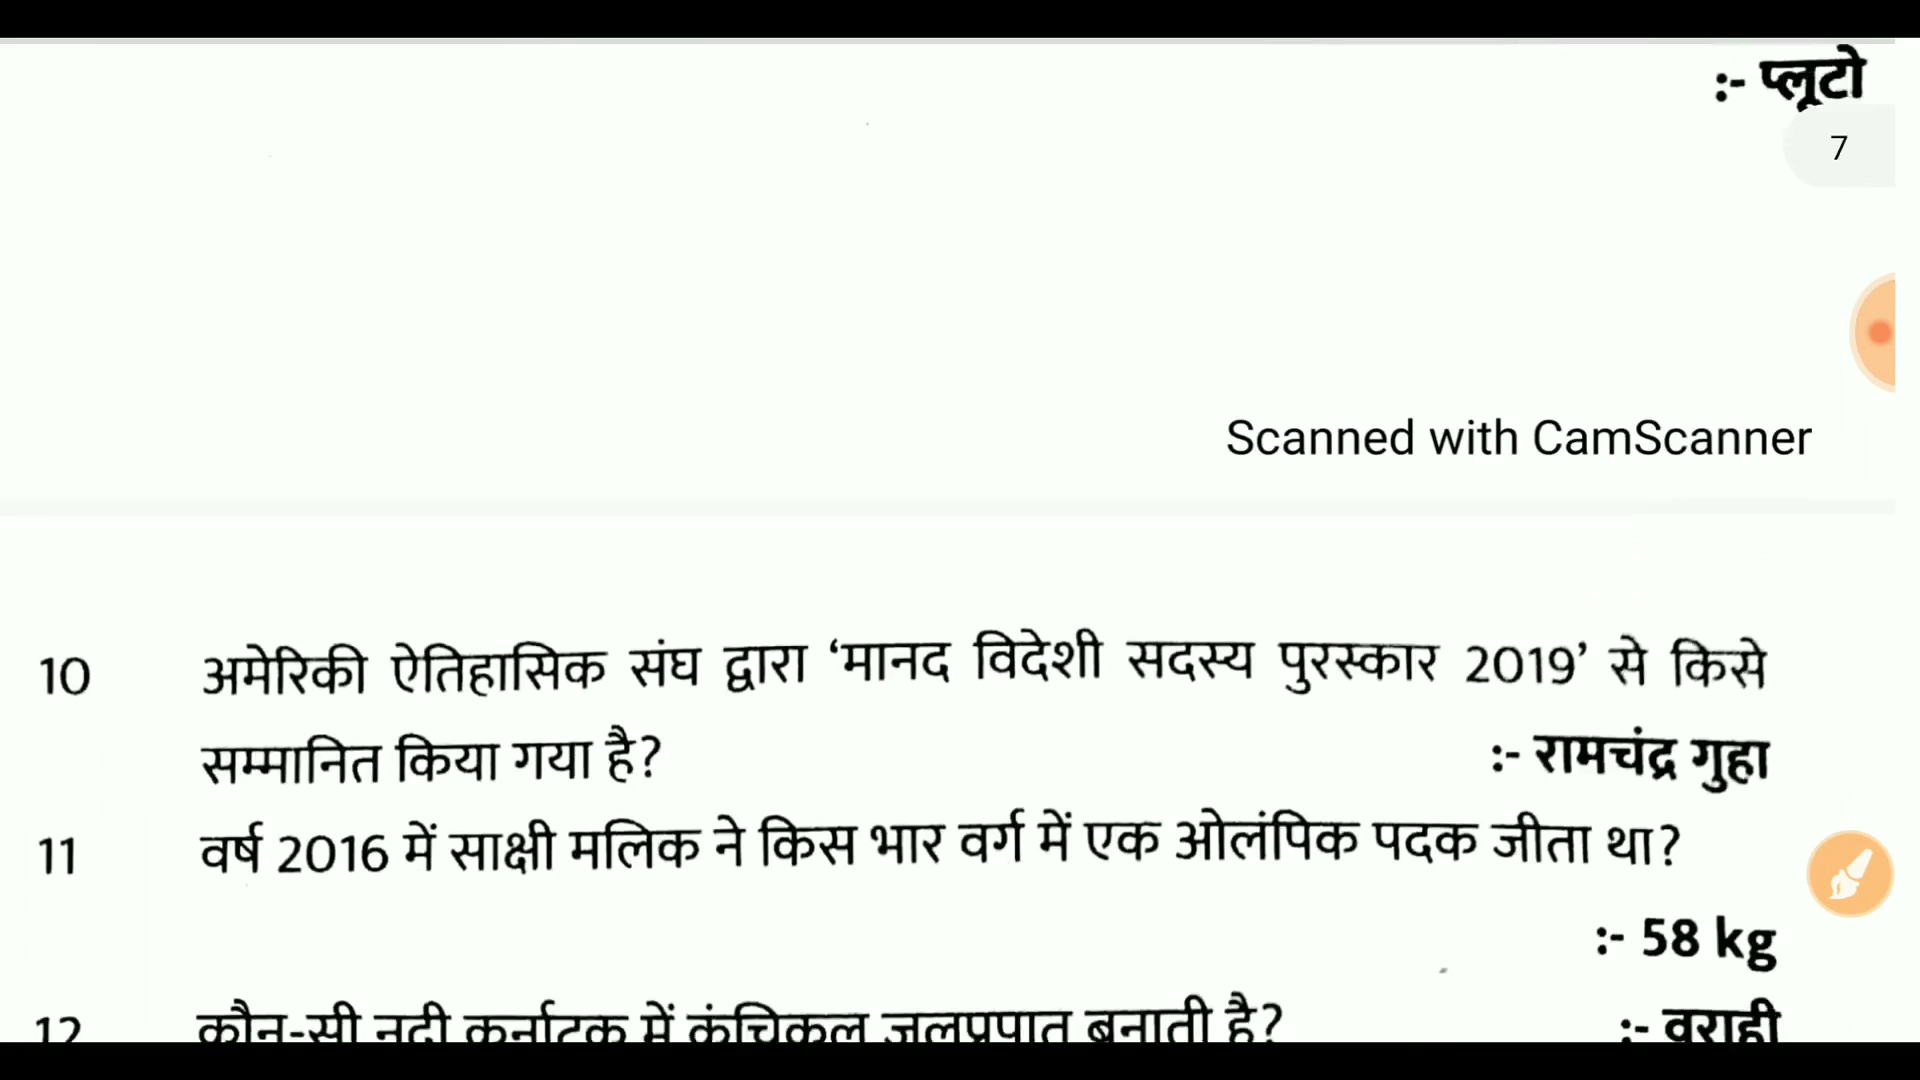 :- प्लूटो
7
Scanned with CamScanner
10 अमेरिकी ऐतिहासिक संघ द्वारा ‘मानद विदेशी सदस्य पुरस्कार 2019’ से किसे
सम्मानित किया गया है? :- रामचंद्र गुहा
11 वर्ष 2016 में साक्षी मलिक ने किस भार वर्ग में एक ओलंपिक पदक जीता था?
:- 58 kg
12 कौन-सी नदी कर्नाटक में कंचिकल जलप्रपात बनाती है? :- वराही